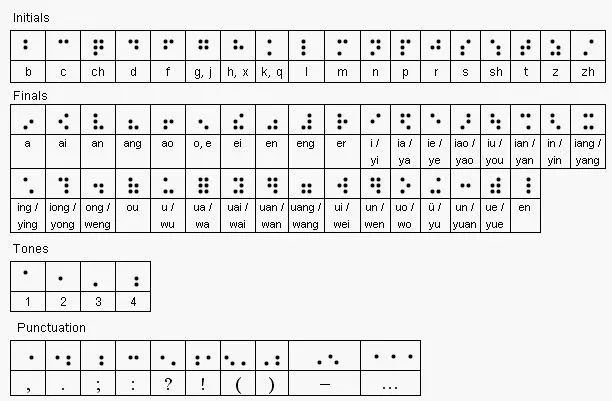 Initials
b c ch d f g, j h, x k, q l m n p r s sh t z zh
Finals
a ai an ang ao o, e ei en eng er i / ia / ie / iao / iu / ian / in / iang /
yi ya ye yao you yan yin yang
ing / iong / ong / ou u / ua / uai / uan / uang / ui / un / uo / ü / un / ue / en
ying yong weng wu wa wai wan wang wei wen wo yu yuan yue
Tones
1 2 3 4
Punctuation
, . ; : ? ! ( ) – ...